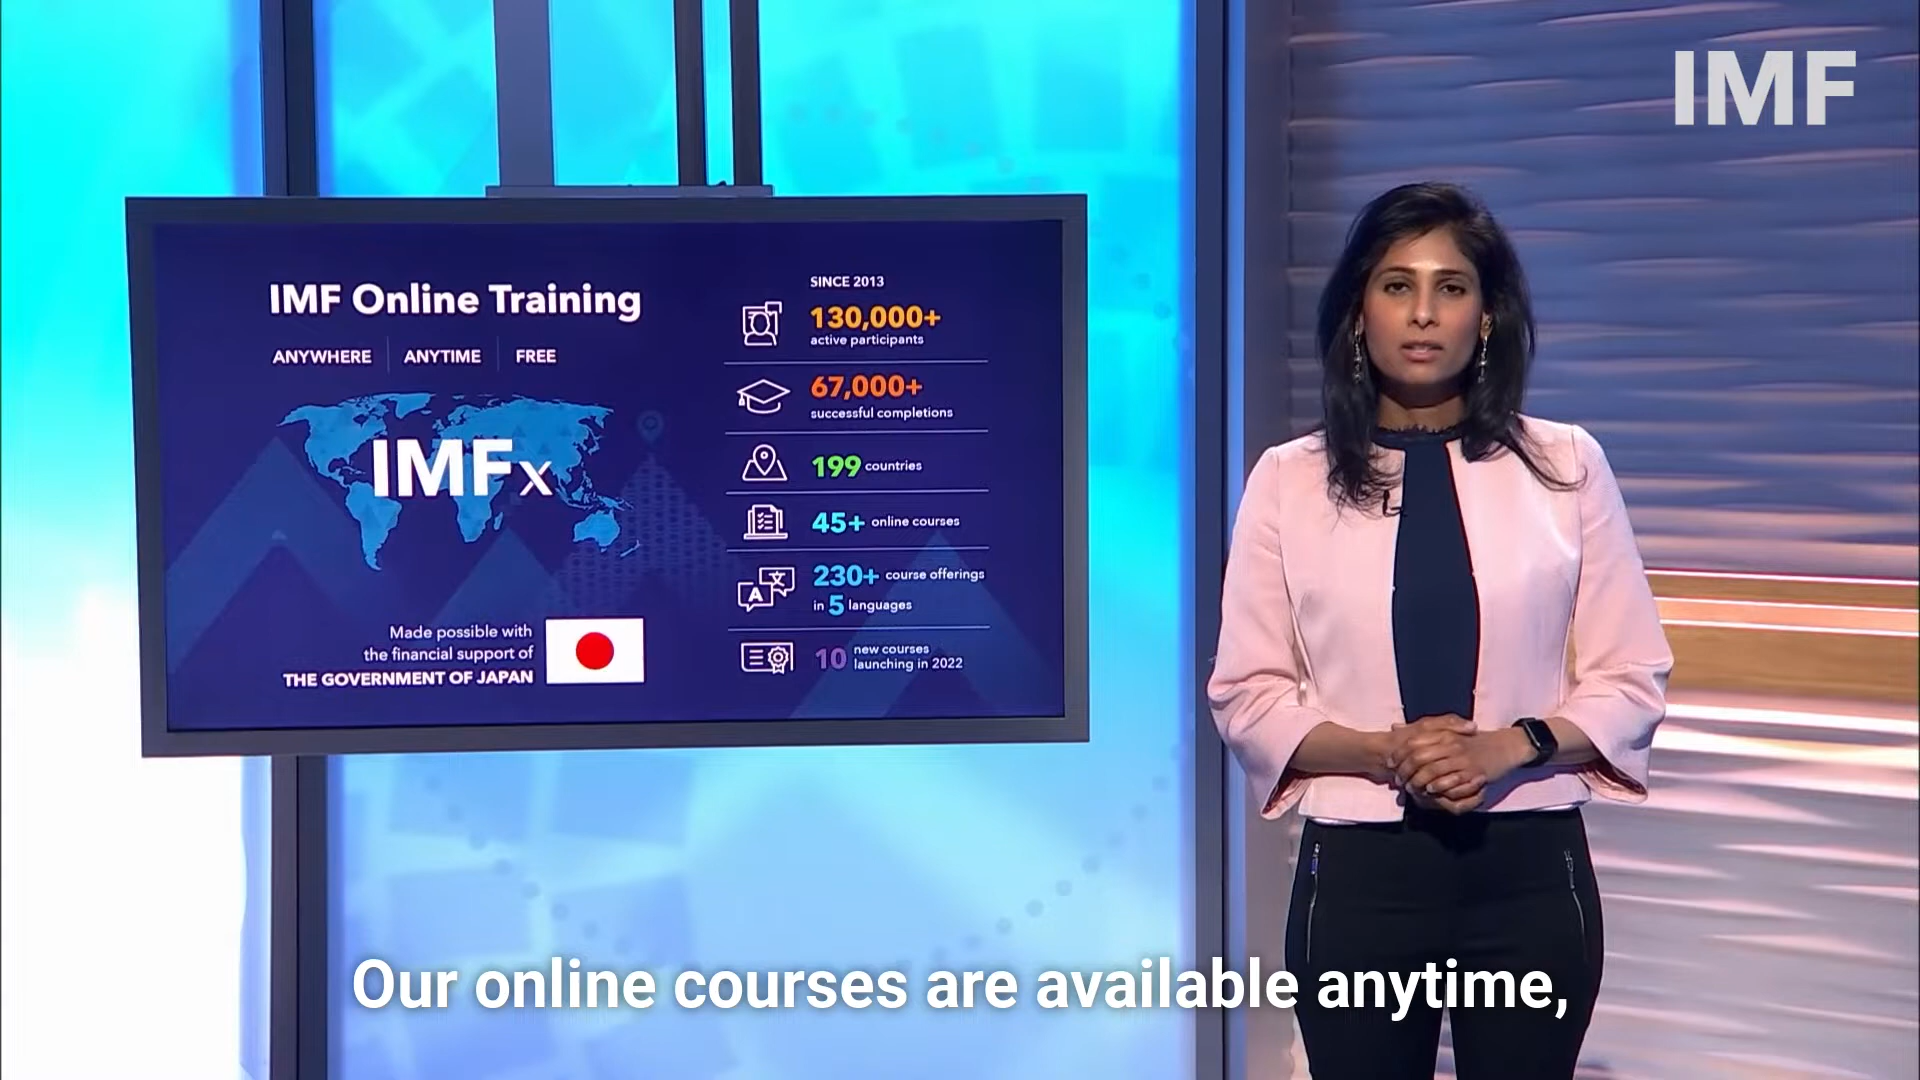 IMF
IMF Online Training
ANYWHERE
ANYTIME
FREE
IMFx
Made possible with
the financial support of
THE GOVERNMENT OF JAPAN
SINCE 2013
130,000+
active participants
67,000+
successful completions
199 countries
45+ online courses
A 文
230+ course offerings
in 5 languages
10 new courses
launching in 2022
Our online courses are available anytime,